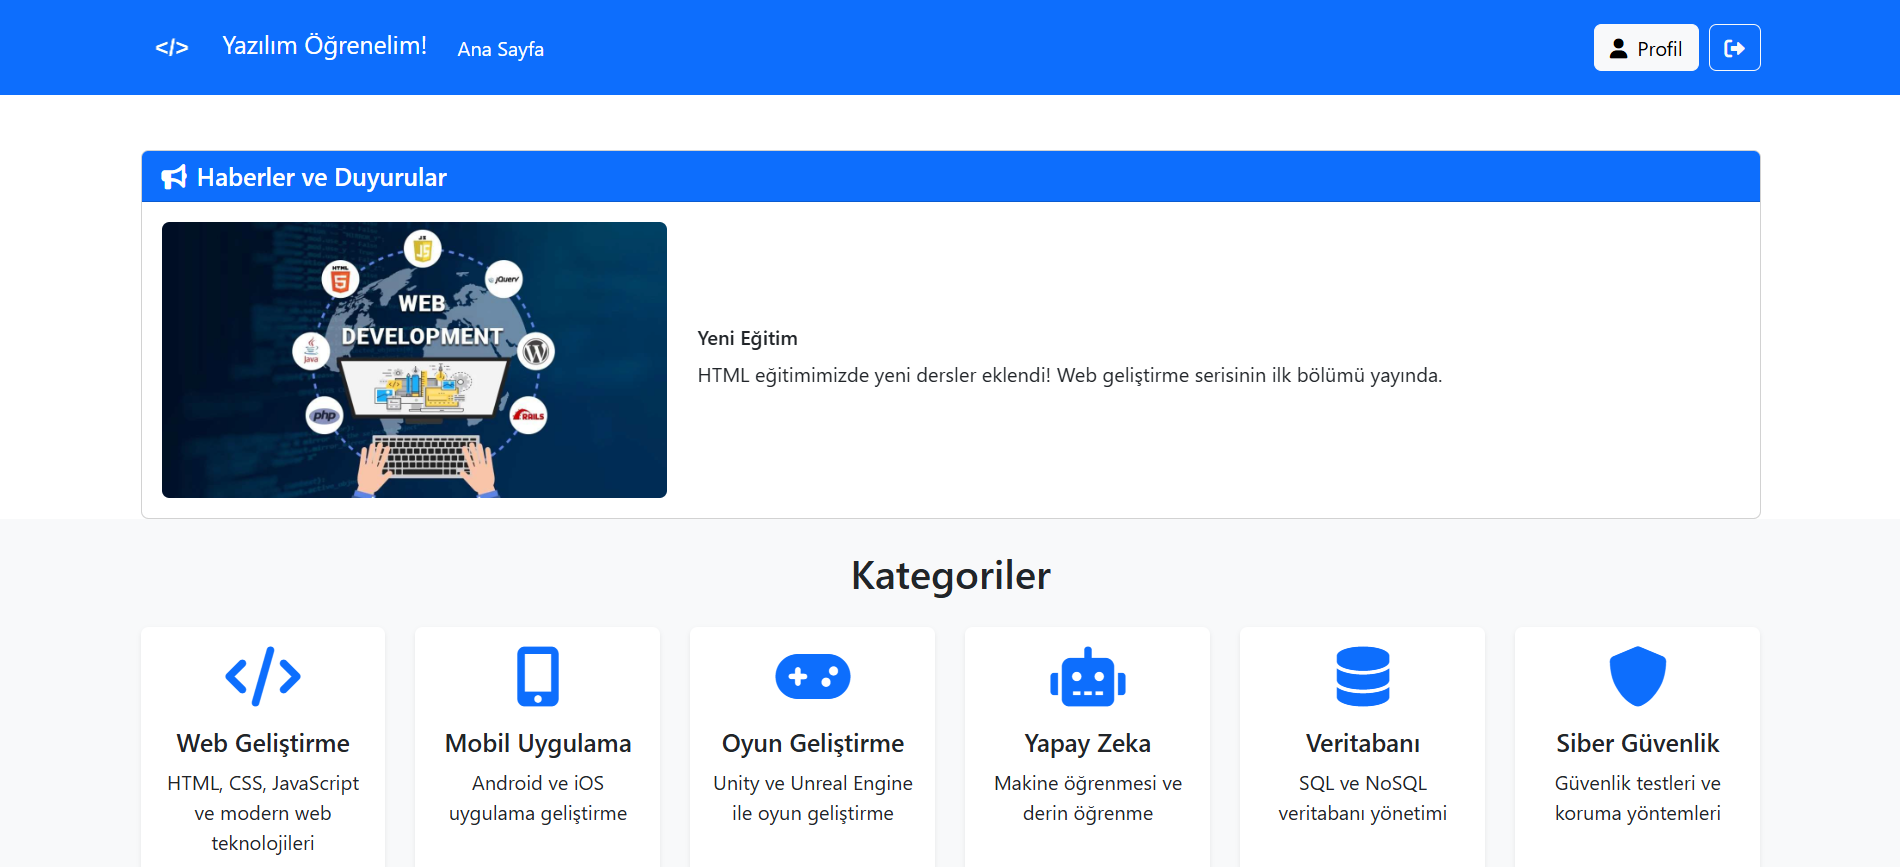 </> Yazılım Öğrenelim! Ana Sayfa Profil
Haberler ve Duyurular
JS
JS
HTML
5
jQuery
WEB
DEVELOPMENT
Java
W
php
RAILS
Yeni Eğitim
HTML eğitimimizde yeni dersler eklendi! Web geliştirme serisinin ilk bölümü yayında.
Kategoriler
Web Geliştirme
HTML, CSS, JavaScript
ve modern web
teknolojileri
Mobil Uygulama
Android ve iOS
uygulama geliştirme
Oyun Geliştirme
Unity ve Unreal Engine
ile oyun geliştirme
Yapay Zeka
Makine öğrenmesi ve
derin öğrenme
Veritabanı
SQL ve NoSQL
veritabanı yönetimi
Siber Güvenlik
Güvenlik testleri ve
koruma yöntemleri